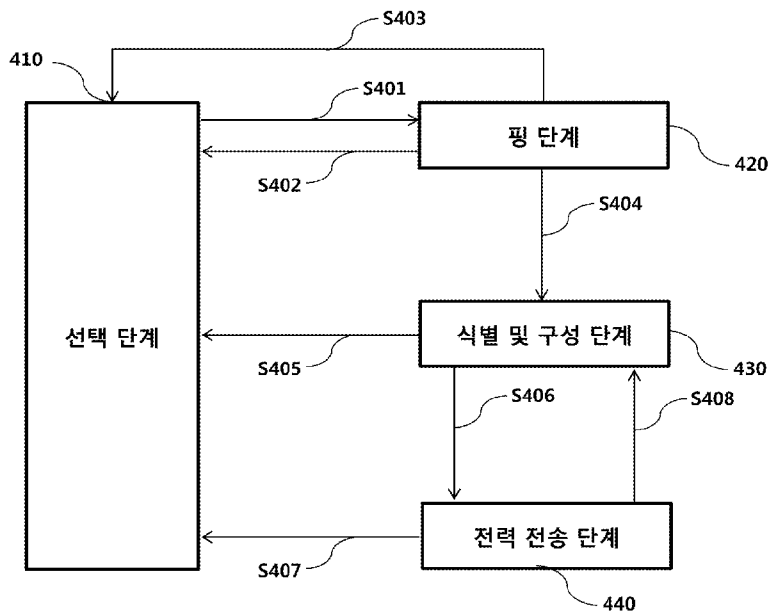 S403
410
S401
핑 단계
420
S402
S404
선택 단계
식별 및 구성 단계
430
S405
S406
S408
전력 전송 단계
S407
440